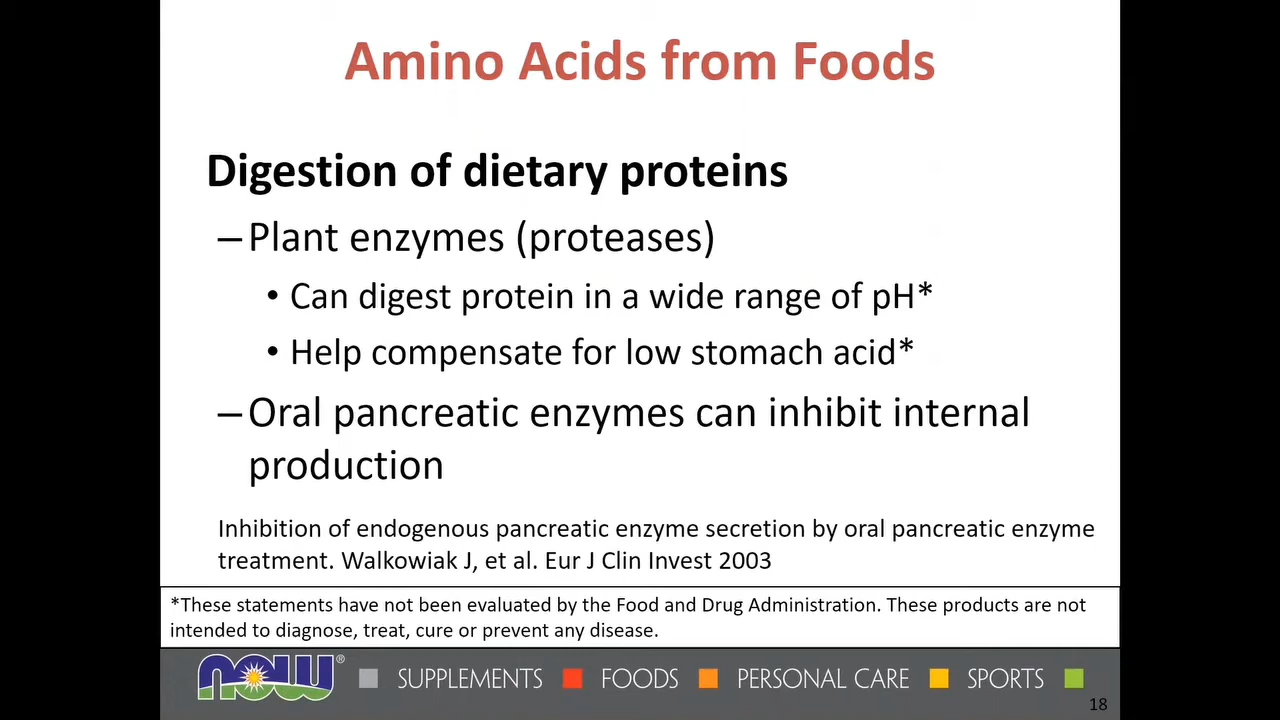 Amino Acids from Foods
Digestion of dietary proteins
–Plant enzymes (proteases)
• Can digest protein in a wide range of pH*
• Help compensate for low stomach acid*
–Oral pancreatic enzymes can inhibit internal
production
Inhibition of endogenous pancreatic enzyme secretion by oral pancreatic enzyme
treatment. Walkowiak J, et al. Eur J Clin Invest 2003
*These statements have not been evaluated by the Food and Drug Administration. These products are not
intended to diagnose, treat, cure or prevent any disease.
now® SUPPLEMENTS FOODS PERSONAL CARE SPORTS
18